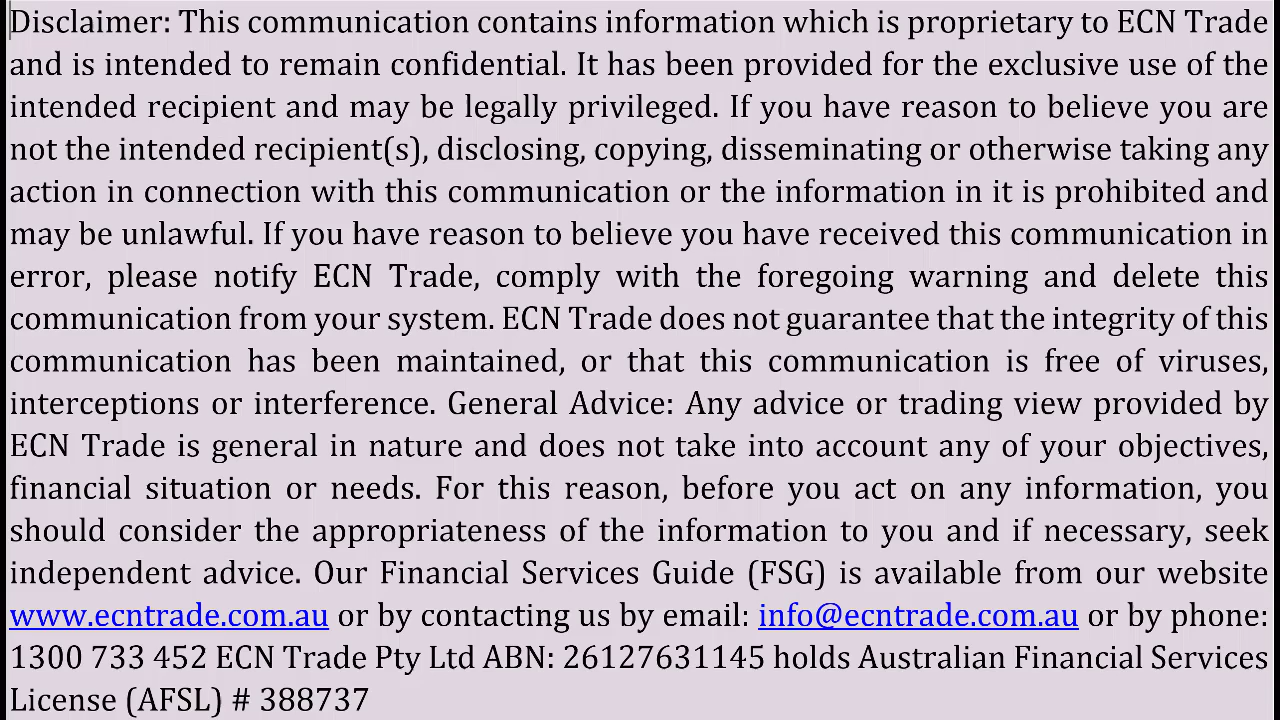 Disclaimer: This communication contains information which is proprietary to ECN Trade
and is intended to remain confidential. It has been provided for the exclusive use of the
intended recipient and may be legally privileged. If you have reason to believe you are
not the intended recipient(s), disclosing, copying, disseminating or otherwise taking any
action in connection with this communication or the information in it is prohibited and
may be unlawful. If you have reason to believe you have received this communication in
error, please notify ECN Trade, comply with the foregoing warning and delete this
communication from your system. ECN Trade does not guarantee that the integrity of this
communication has been maintained, or that this communication is free of viruses,
interceptions or interference. General Advice: Any advice or trading view provided by
ECN Trade is general in nature and does not take into account any of your objectives,
financial situation or needs. For this reason, before you act on any information, you
should consider the appropriateness of the information to you and if necessary, seek
independent advice. Our Financial Services Guide (FSG) is available from our website
www.ecntrade.com.au or by contacting us by email: info@ecntrade.com.au or by phone:
1300 733 452 ECN Trade Pty Ltd ABN: 26127631145 holds Australian Financial Services
License (AFSL) # 388737